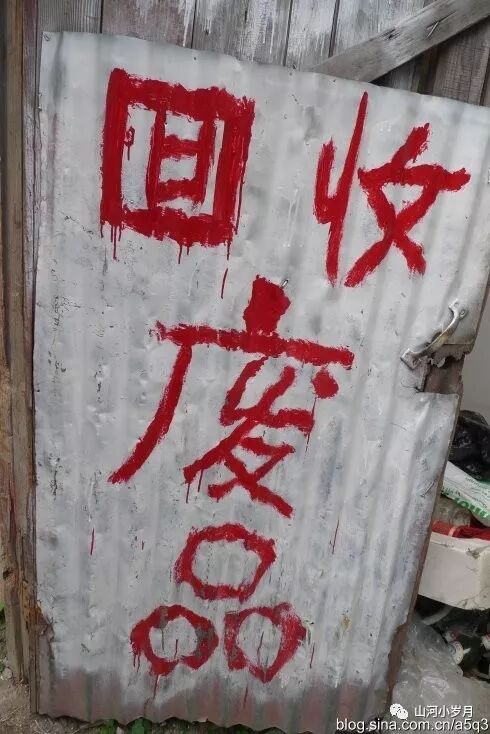 回收
废
品
山河小岁月
blog.sina.com.cn/a5q3